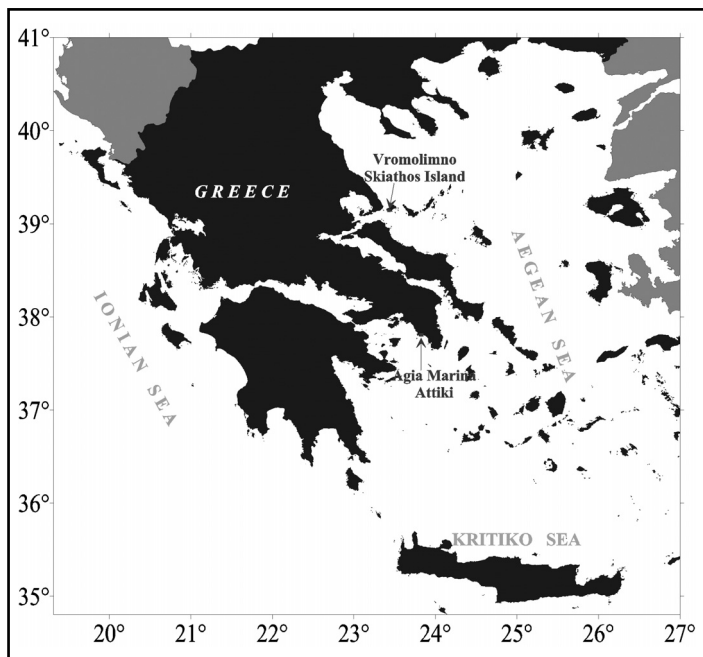 41°
40°
39°
38°
37°
36°
35°
Vromolimno
Skiathos Island
GREECE
AEGEAN SEA
IONIAN SEA
Agia Marina
Attiki
KRITIKO SEA
20° 21° 22° 23° 24° 25° 26° 27°